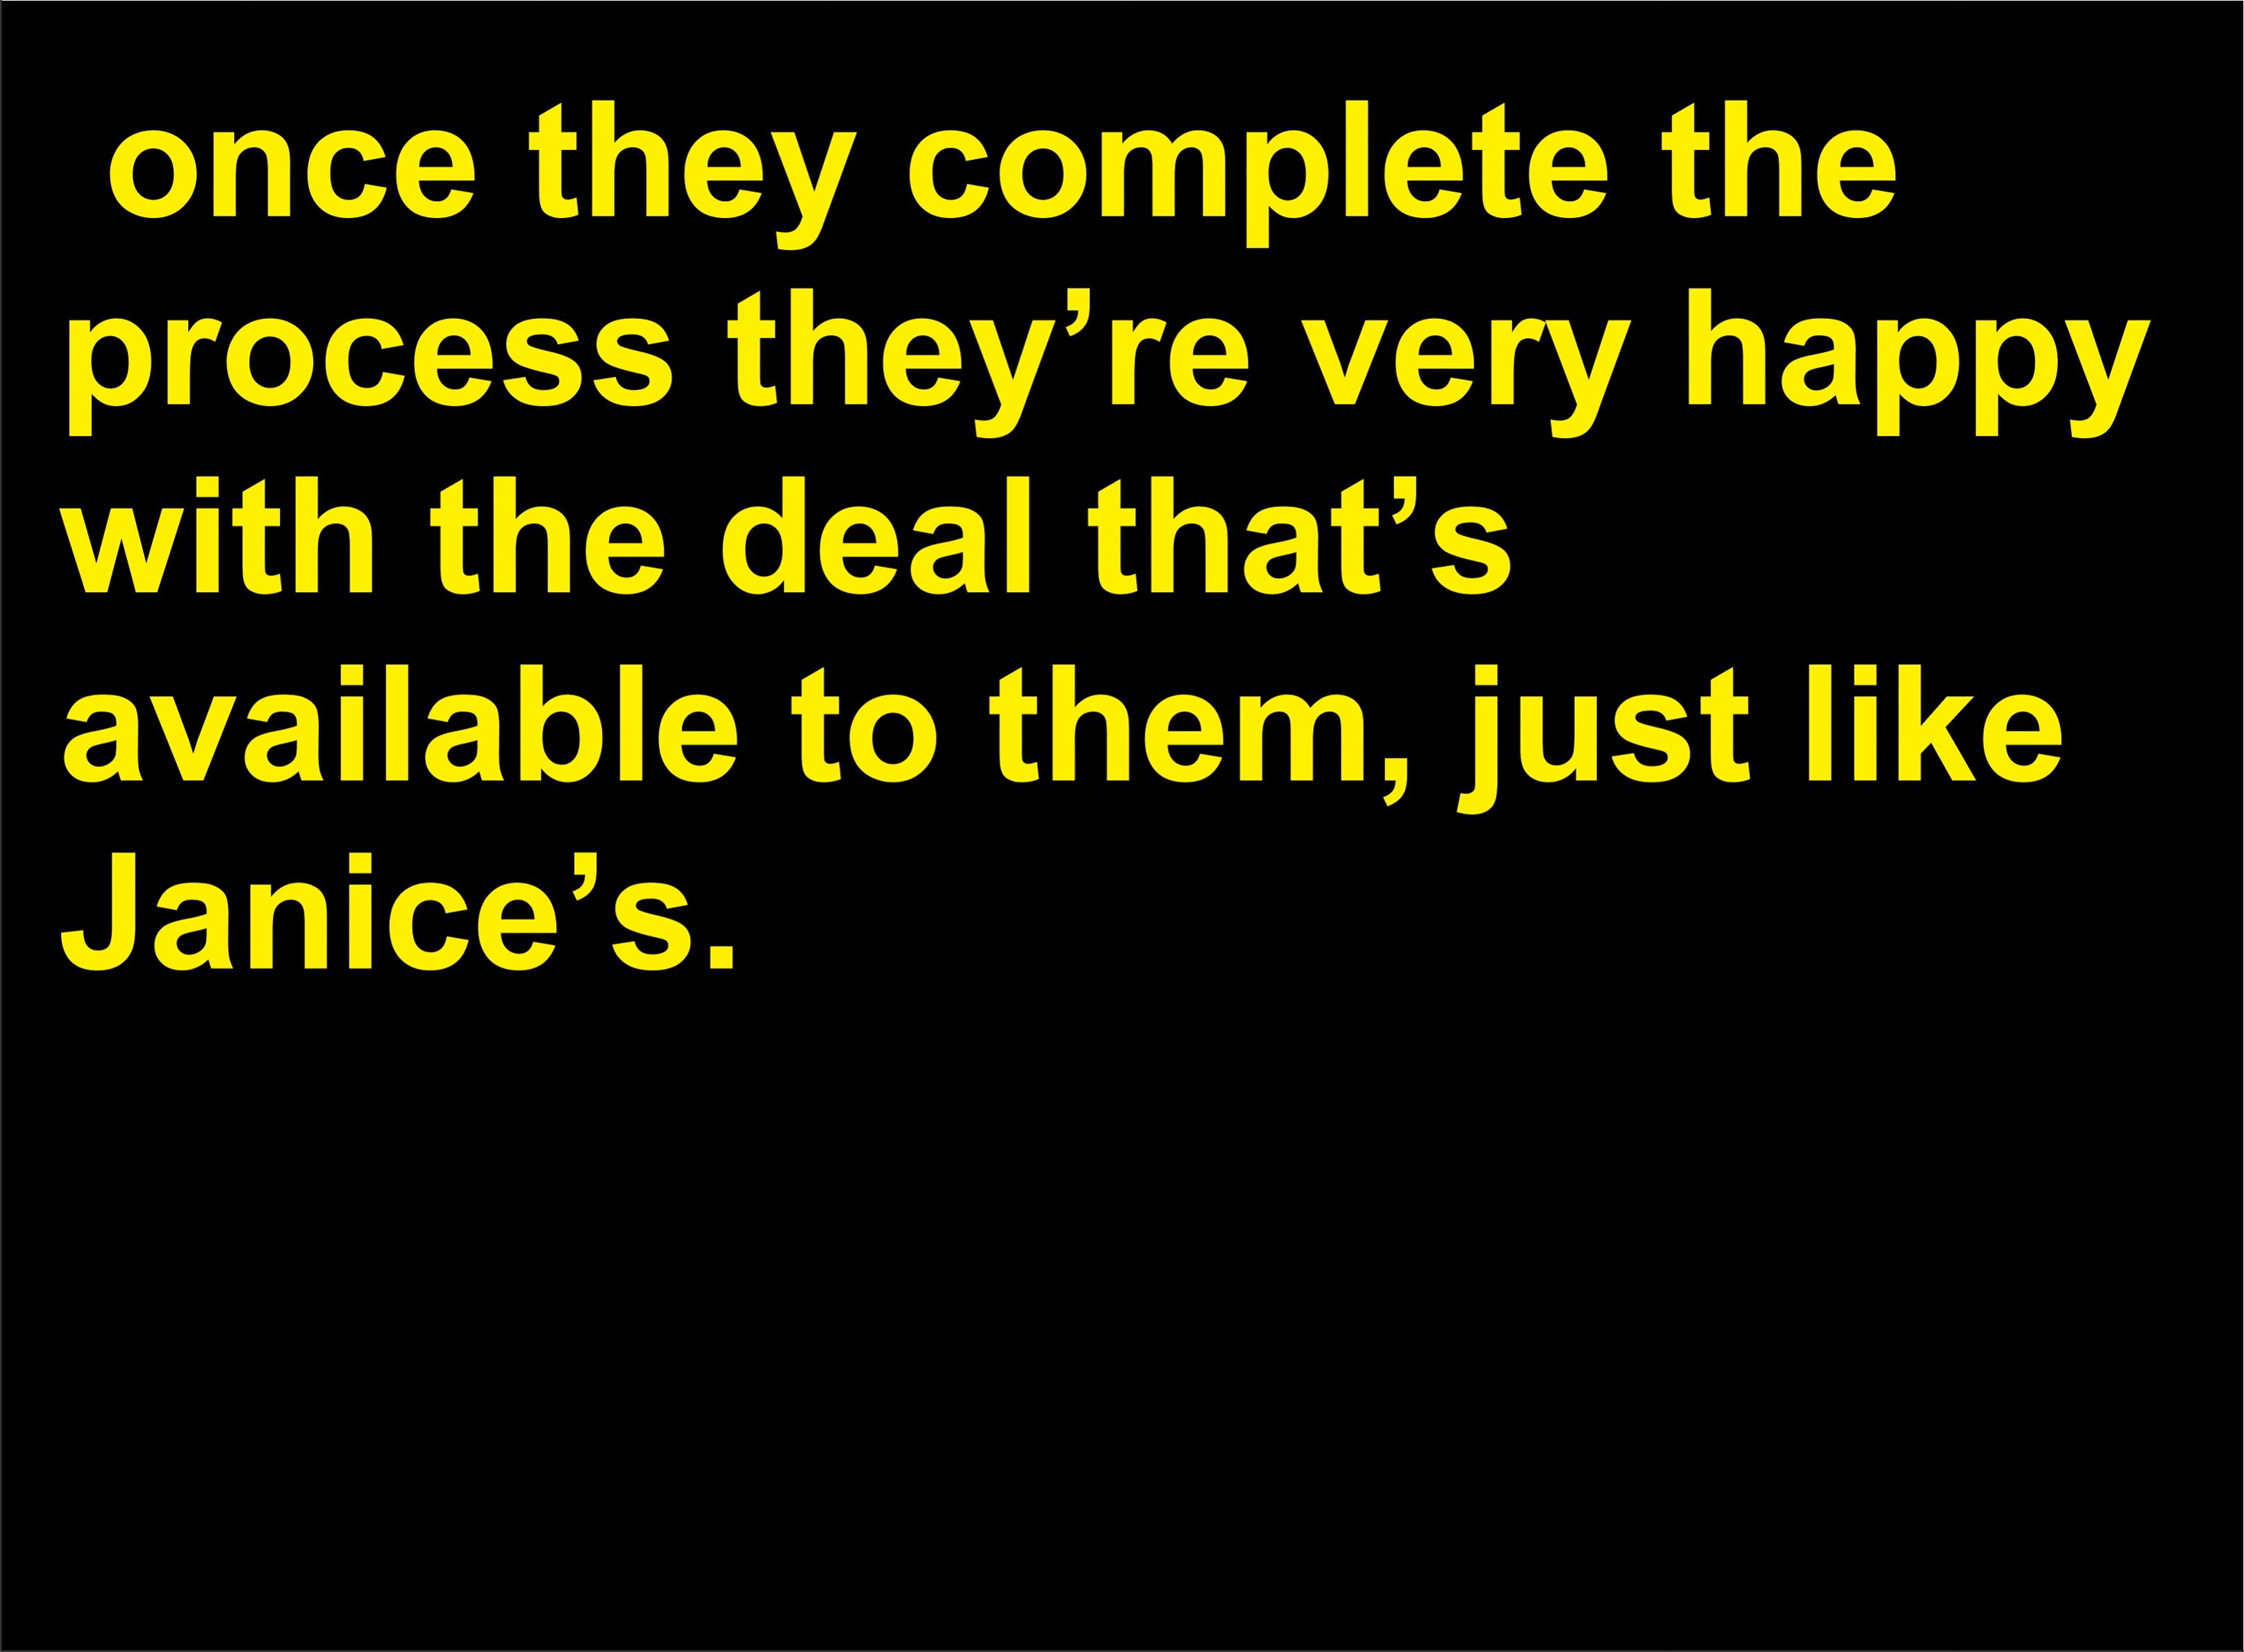 once they complete the
process they’re very happy
with the deal that’s
available to them, just like
Janice’s.